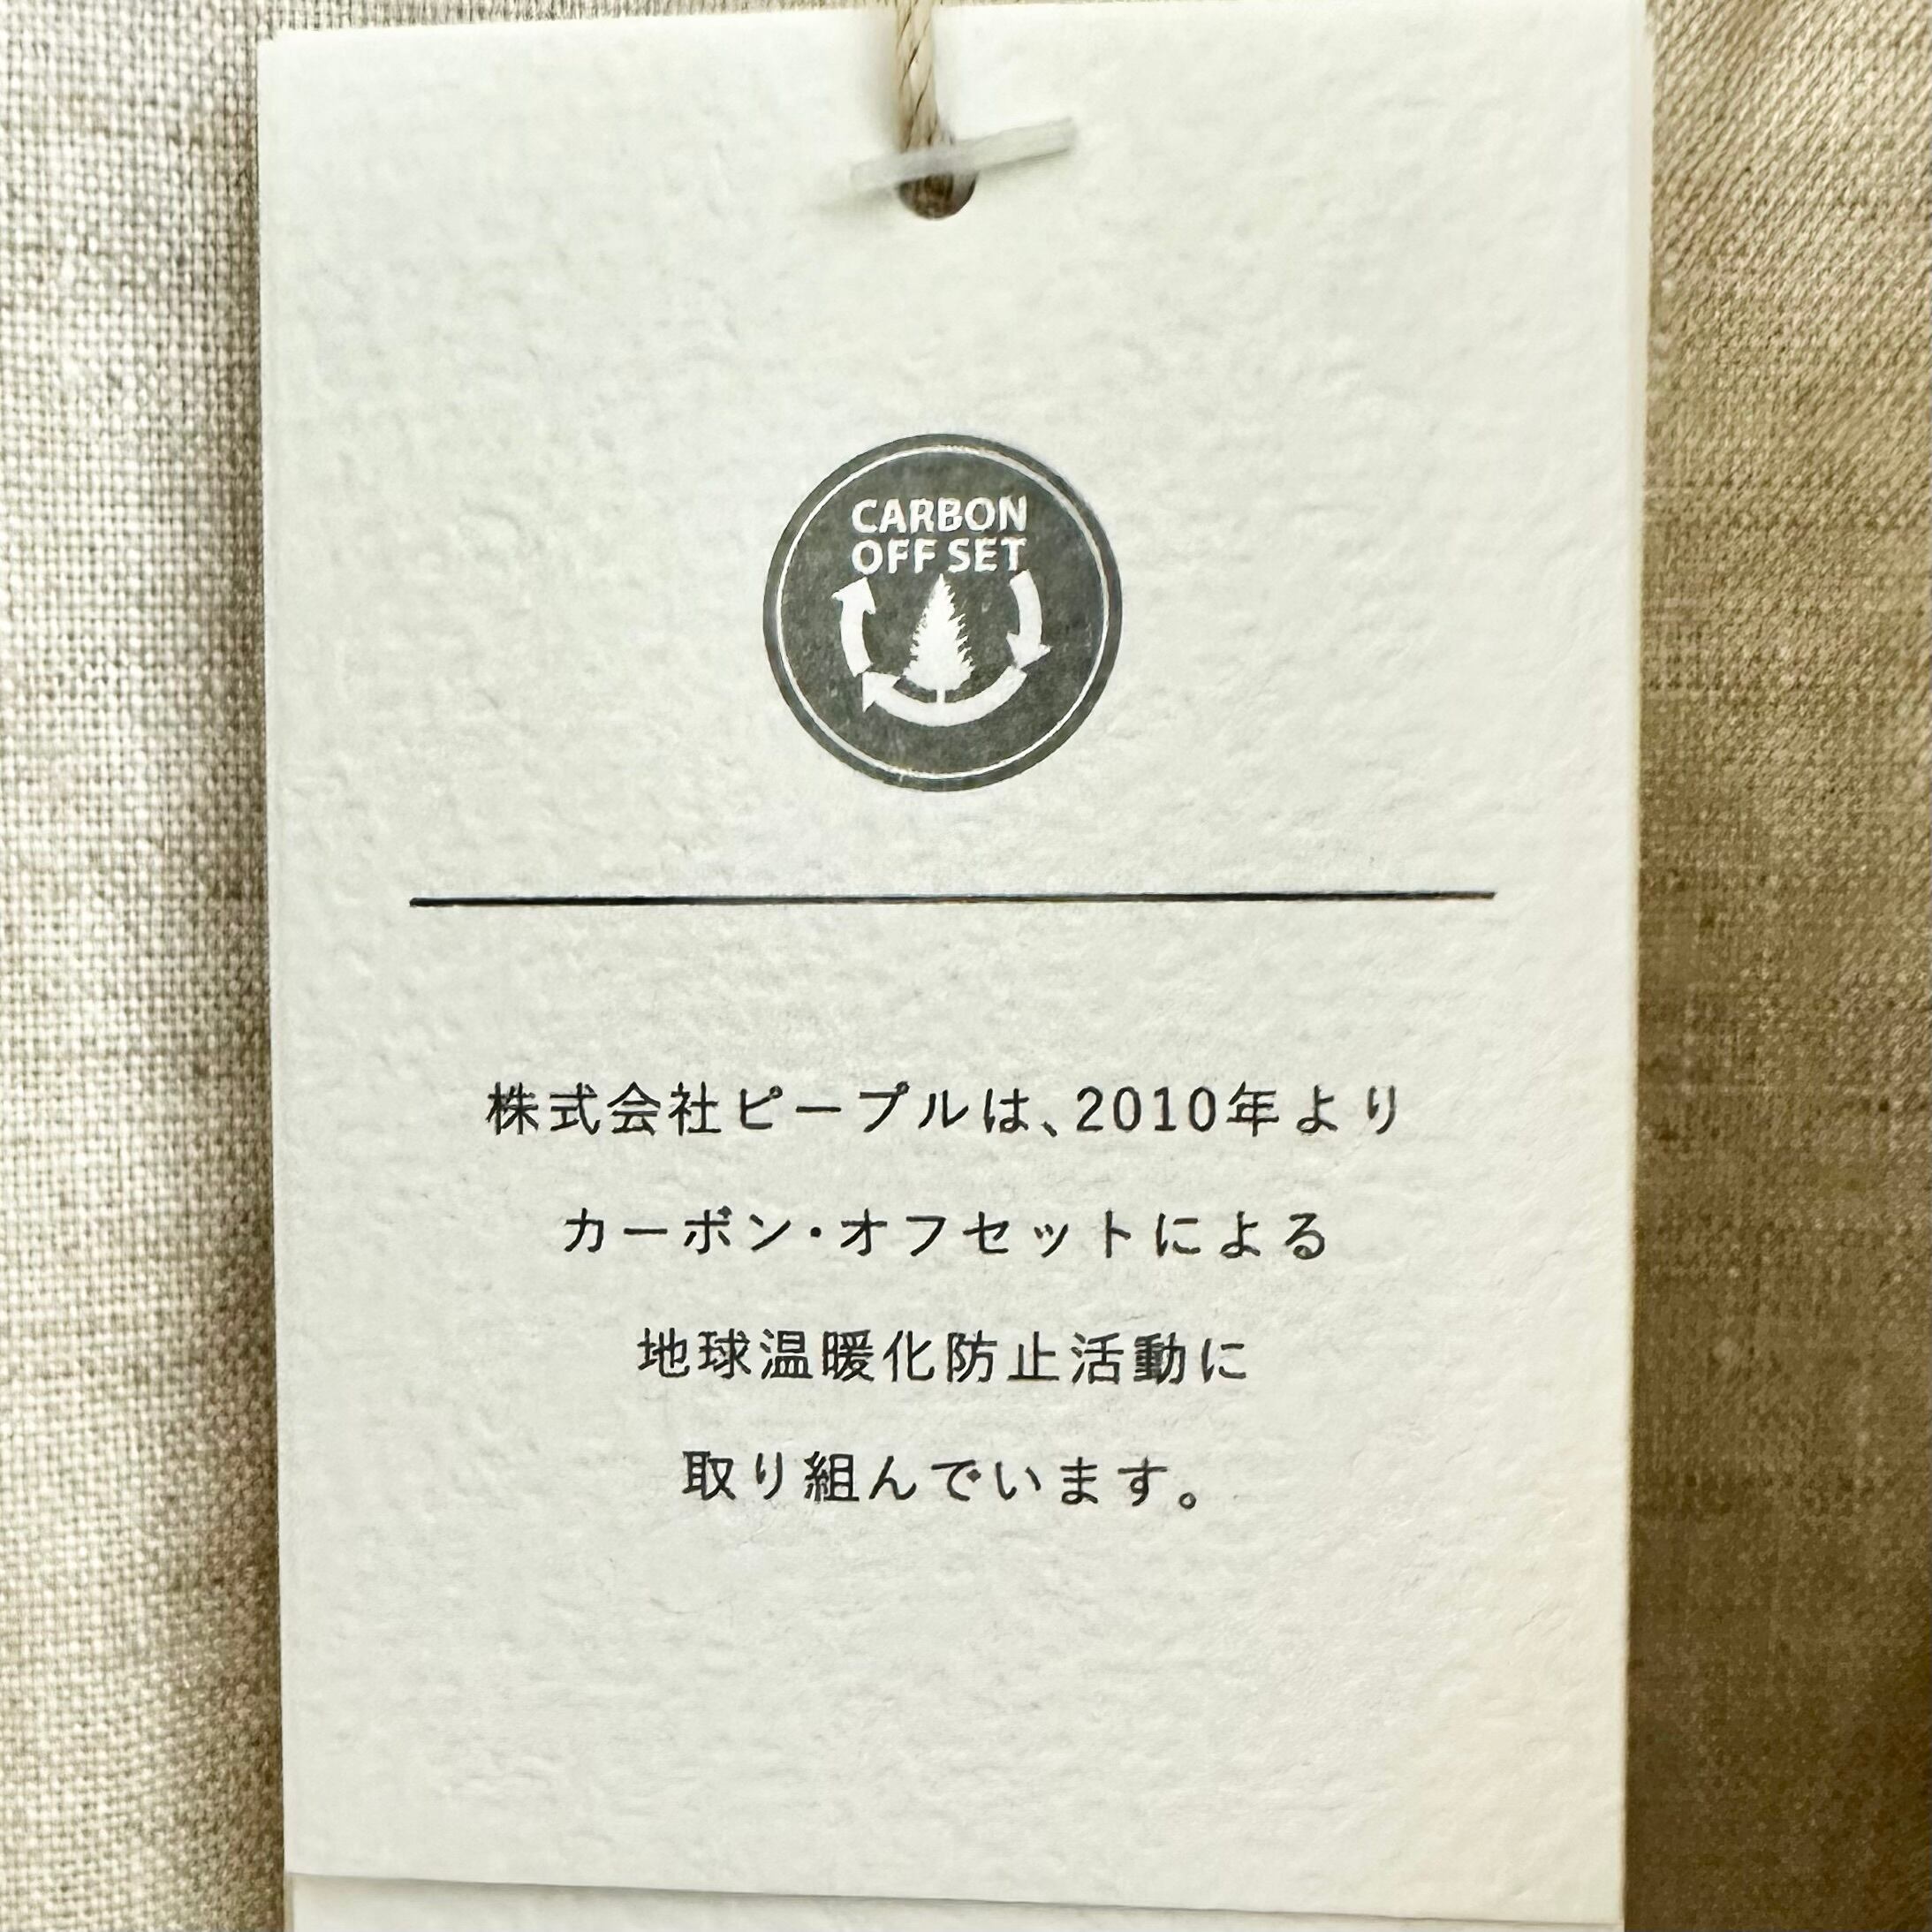 CARBON
OFF SET
株式会社ピープルは、2010年より
カーボン・オフセットによる
地球温暖化防止活動に
取り組んでいます。